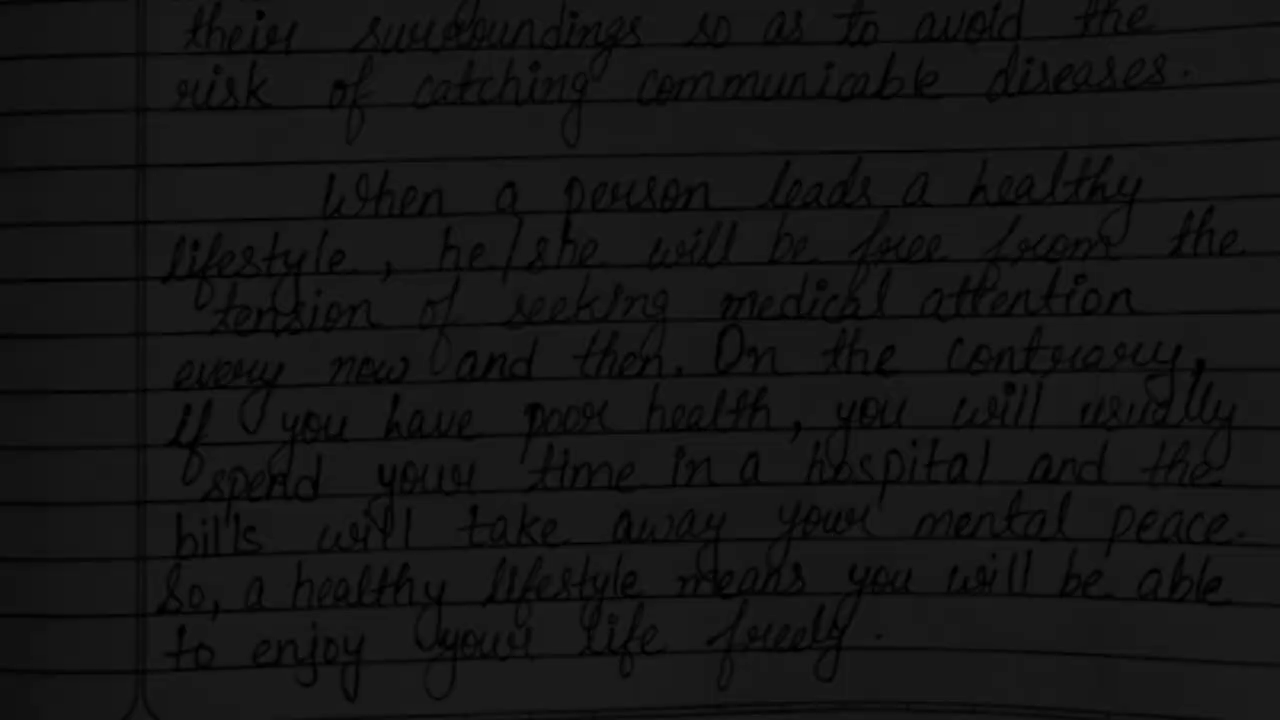 their surroundings so as to avoid the
risk of catching communicable diseases.
When a person leads a healthy
lifestyle, he/she will be free from the
tension of seeking medical attention
every now and then. On the contrary,
if you have poor health, you will usually
spend your time in a hospital and the
bills will take away your mental peace.
So, a healthy lifestyle means you will be able
to enjoy your life freely.